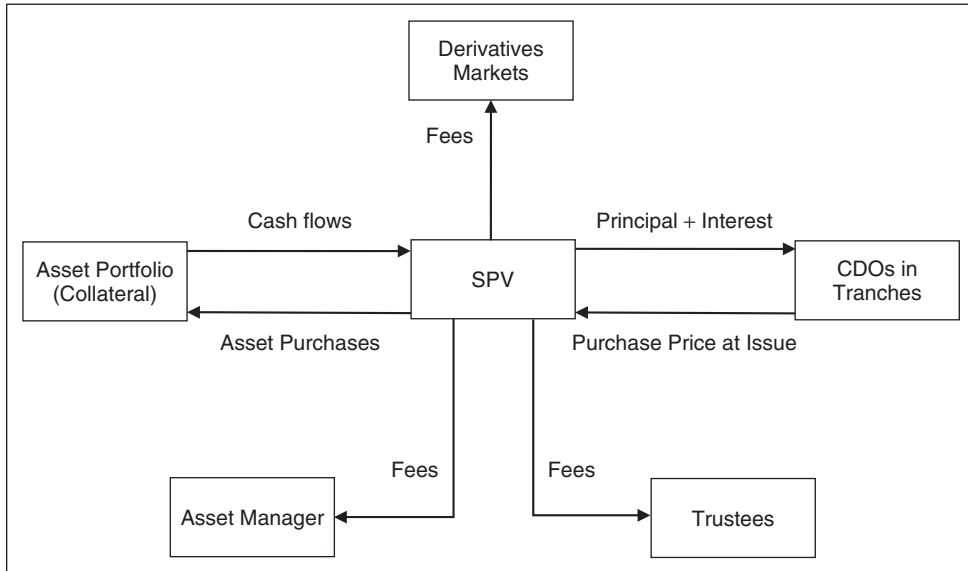 Derivatives
Markets
Fees
Cash flows
Principal + Interest
Asset Portfolio
(Collateral)
SPV
CDOs in
Tranches
Asset Purchases
Purchase Price at Issue
Fees
Fees
Asset Manager
Trustees